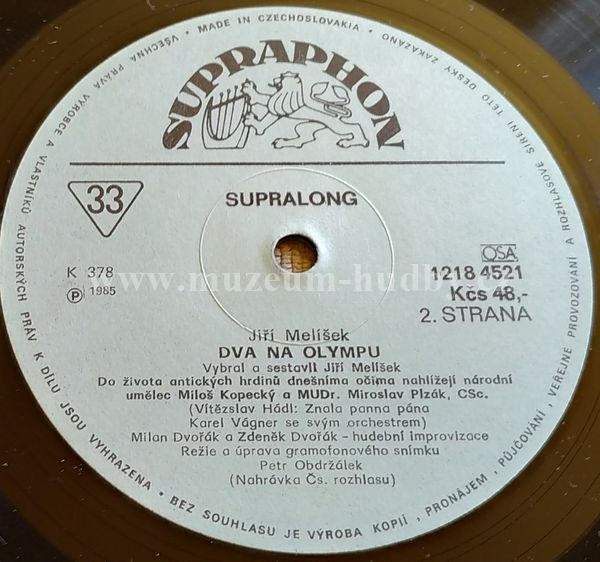 • MADE IN CZECHOSLOVAKIA • VŠECHNA PRÁVA VÝROBCE A VLASTNÍKŮ AUTORSKÝCH PRÁV K DÍLU JSOU VYHRAZENA • BEZ SOUHLASU JE VÝROBA KOPIÍ, PRONÁJEM, PŮJČOVÁNÍ, VEŘEJNÉ PROVOZOVÁNÍ A ROZHLASOVÉ ŠÍŘENÍ TÉTO DESKY ZAKÁZÁNO
SUPRAPHON
33
SUPRALONG
OSA
K 378
1218 4521
www.muzeum-hudby.cz
Ⓟ 1985
Kčs 48,-
2. STRANA
Jiří Melíšek
DVA NA OLYMPU
Vybral a sestavil Jiří Melíšek
Do života antických hrdinů dnešníma očima nahlížejí národní
umělec Miloš Kopecký a MUDr. Miroslav Plzák, CSc.
(Vítězslav Hádl: Znala panna pána
Karel Vágner se svým orchestrem)
Milan Dvořák a Zdeněk Dvořák - hudební improvizace
Režie a úprava gramofonového snímku
Petr Obdržálek
(Nahrávka Čs. rozhlasu)